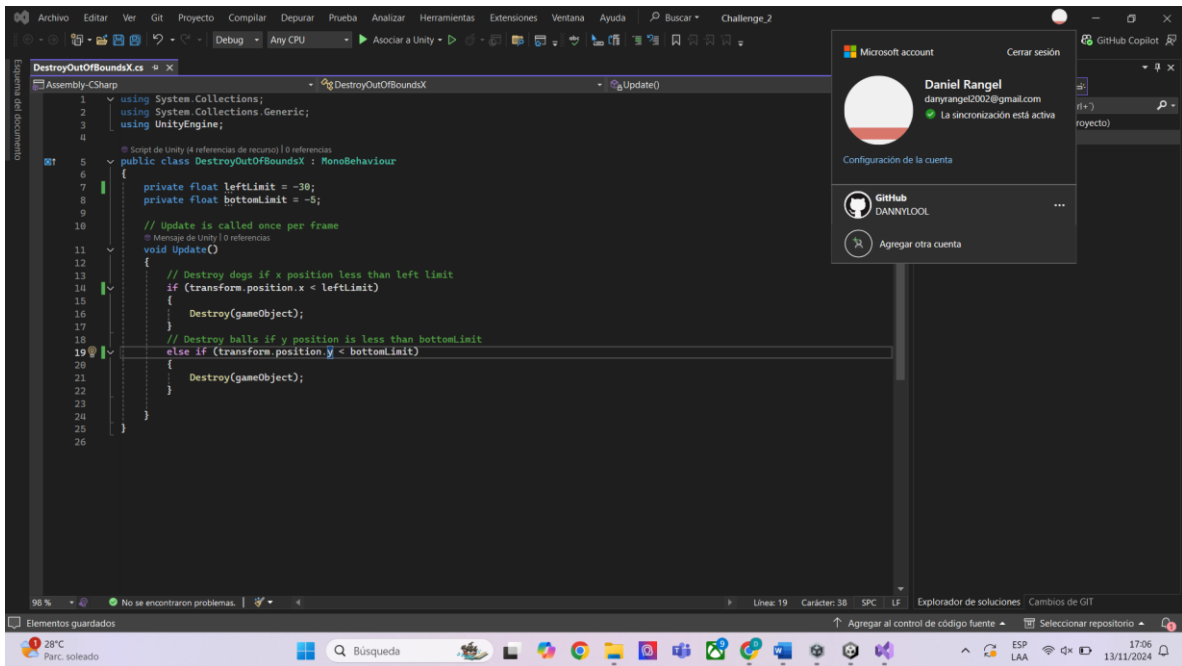 Archivo Editar Ver Git Proyecto Compilar Depurar Prueba Analizar Herramientas Extensiones Ventana Ayuda Buscar Challenge_2
Debug Any CPU Asociar a Unity GitHub Copilot
Esquema del documento
DestroyOutOfBoundsX.cs
Assembly-CSharp DestroyOutOfBoundsX Update()
1 using System.Collections;
2 using System.Collections.Generic;
3 using UnityEngine;
4
Script de Unity (4 referencias de recurso) | 0 referencias
5 public class DestroyOutOfBoundsX : MonoBehaviour
6 {
7 private float leftLimit = -30;
8 private float bottomLimit = -5;
9
10 // Update is called once per frame
Mensaje de Unity | 0 referencias
11 void Update()
12 {
13 // Destroy dogs if x position less than left limit
14 if (transform.position.x < leftLimit)
15 {
16 Destroy(gameObject);
17 }
18 // Destroy balls if y position is less than bottomLimit
19 else if (transform.position.y < bottomLimit)
20 {
21 Destroy(gameObject);
22 }
23
24 }
25 }
26
Microsoft account Cerrar sesión
Daniel Rangel
danyrangel2002@gmail.com
La sincronización está activa
Configuración de la cuenta
GitHub
DANNYLOOL
Agregar otra cuenta
rl+')
royecto)
98 % No se encontraron problemas. Línea: 19 Carácter: 38 SPC LF
Explorador de soluciones Cambios de GIT
Elementos guardados Agregar al control de código fuente Seleccionar repositorio
1
28°C
Parc. soleado
Búsqueda
9
ESP
LAA
17:06
13/11/2024